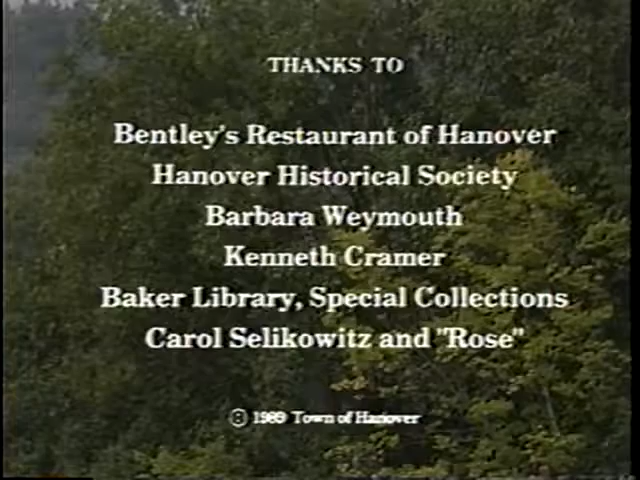 THANKS TO
Bentley's Restaurant of Hanover
Hanover Historical Society
Barbara Weymouth
Kenneth Cramer
Baker Library, Special Collections
Carol Selikowitz and "Rose"
© 1989 Town of Hanover